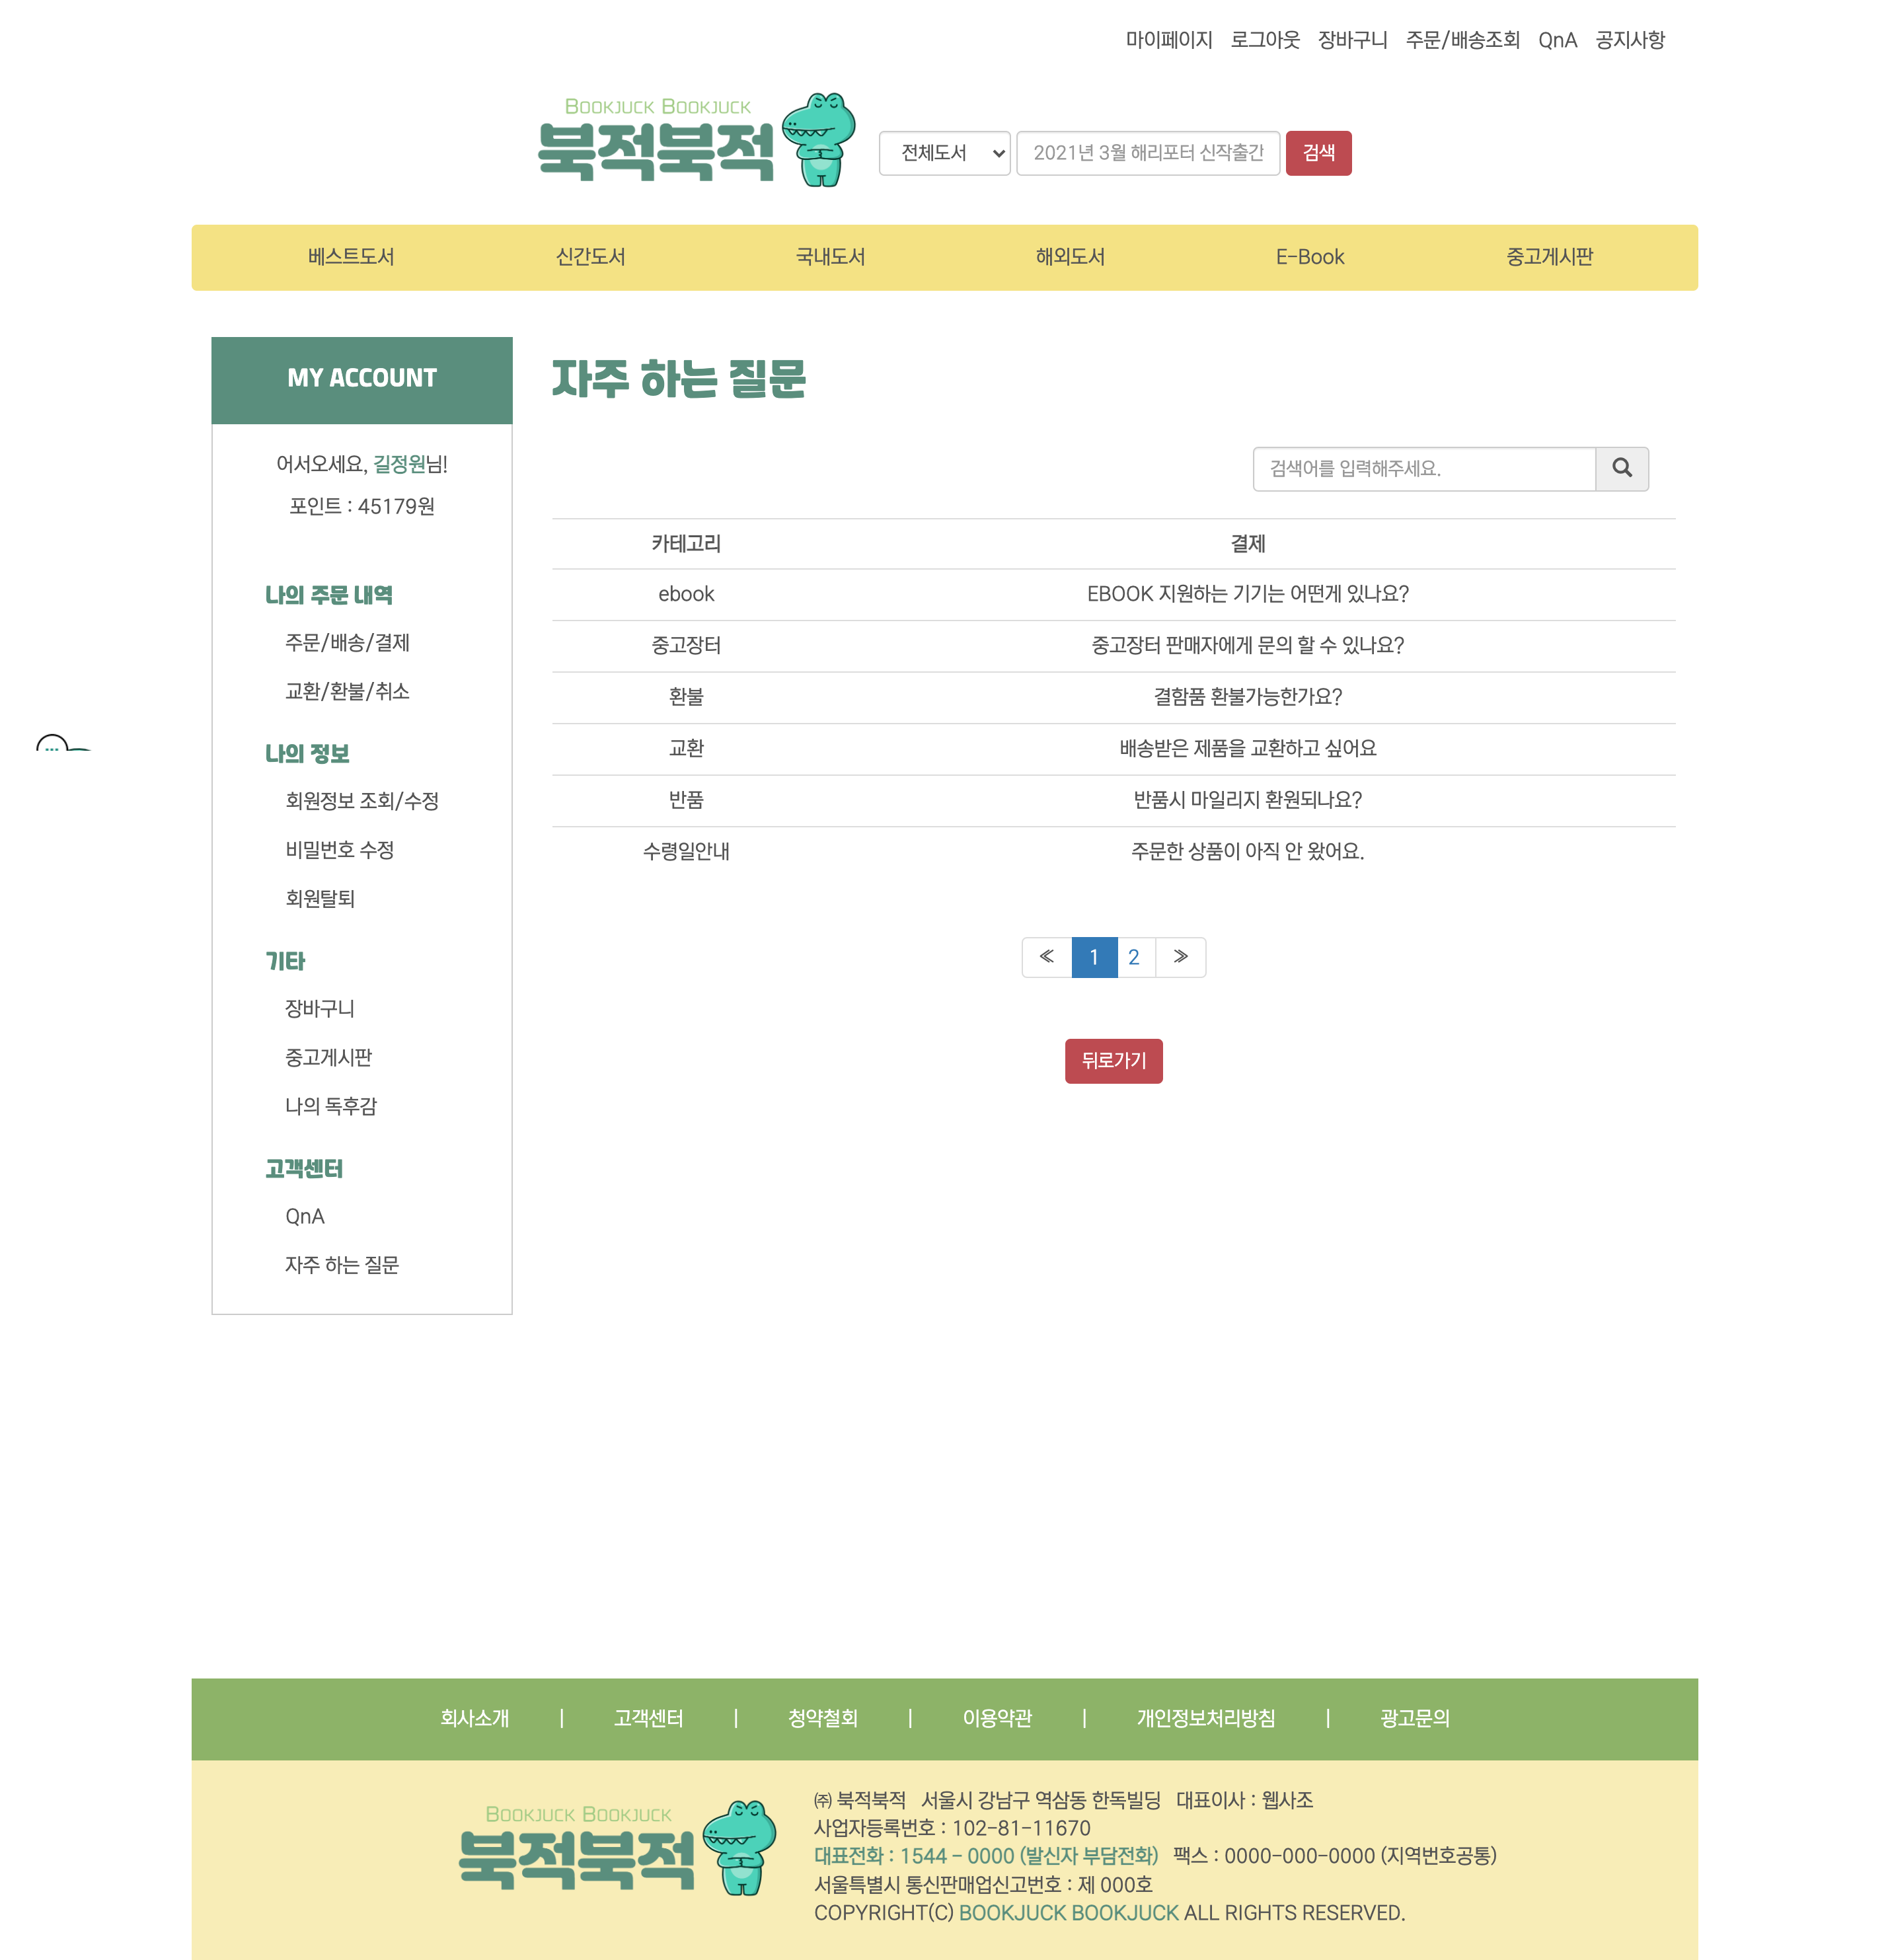 마이페이지 로그아웃 장바구니 주문/배송조회 QnA 공지사항
BOOKJUCK BOOKJUCK
북적북적
전체도서 2021년 3월 해리포터 신작출간 검색
베스트도서 신간도서 국내도서 해외도서 E-Book 중고게시판
MY ACCOUNT
어서오세요, 길정원님!
포인트 : 45179원
나의 주문 내역
주문/배송/결제
교환/환불/취소
나의 정보
회원정보 조회/수정
비밀번호 수정
회원탈퇴
기타
장바구니
중고게시판
나의 독후감
고객센터
QnA
자주 하는 질문
자주 하는 질문
검색어를 입력해주세요.
카테고리 결제
ebook EBOOK 지원하는 기기는 어떤게 있나요?
중고장터 중고장터 판매자에게 문의 할 수 있나요?
환불 결함품 환불가능한가요?
교환 배송받은 제품을 교환하고 싶어요
반품 반품시 마일리지 환원되나요?
수령일안내 주문한 상품이 아직 안 왔어요.
≪ 1 2 ≫
뒤로가기
회사소개 | 고객센터 | 청약철회 | 이용약관 | 개인정보처리방침 | 광고문의
BOOKJUCK BOOKJUCK
북적북적
㈜ 북적북적 서울시 강남구 역삼동 한독빌딩 대표이사 : 웹사조
사업자등록번호 : 102-81-11670
대표전화 : 1544 - 0000 (발신자 부담전화) 팩스 : 0000-000-0000 (지역번호공통)
서울특별시 통신판매업신고번호 : 제 000호
COPYRIGHT(C) BOOKJUCK BOOKJUCK ALL RIGHTS RESERVED.